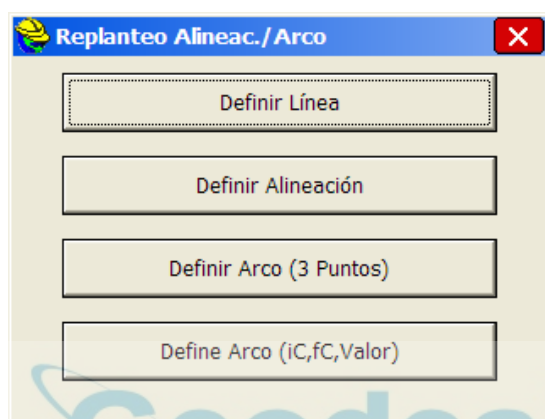 Replanteo Alineac./Arco
Definir Línea
Definir Alineación
Definir Arco (3 Puntos)
Define Arco (iC,fC,Valor)